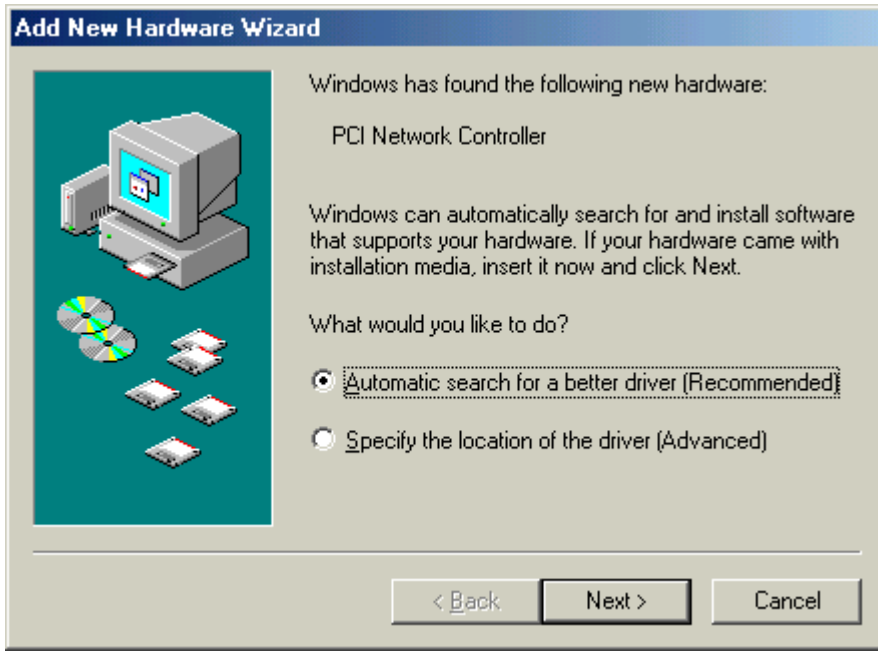 Add New Hardware Wizard
Windows has found the following new hardware:
PCI Network Controller
Windows can automatically search for and install software
that supports your hardware. If your hardware came with
installation media, insert it now and click Next.
What would you like to do?
Automatic search for a better driver (Recommended)
Specify the location of the driver (Advanced)
< Back Next > Cancel